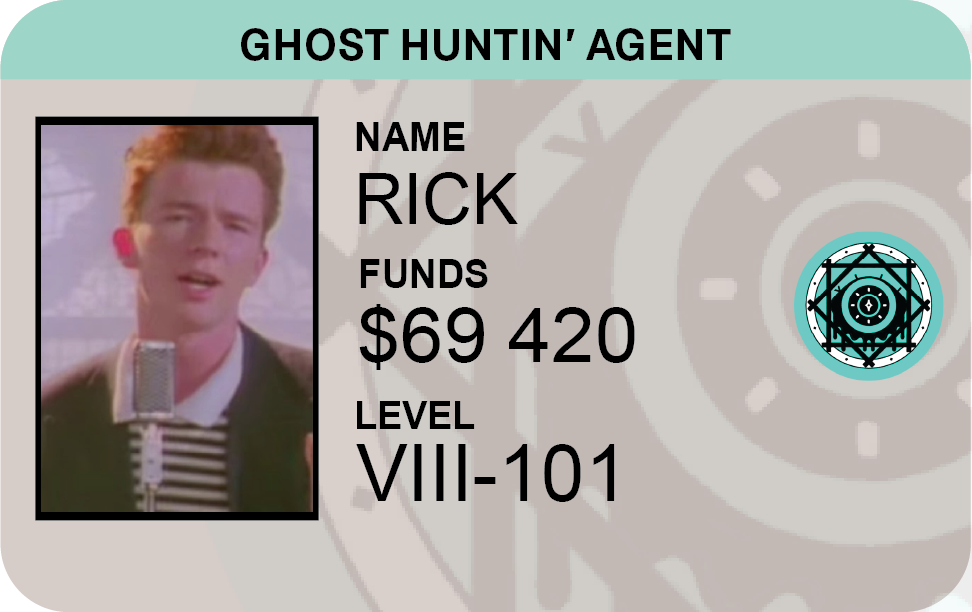 GHOST HUNTIN' AGENT
NAME
RICK
FUNDS
$69 420
LEVEL
VIII-101